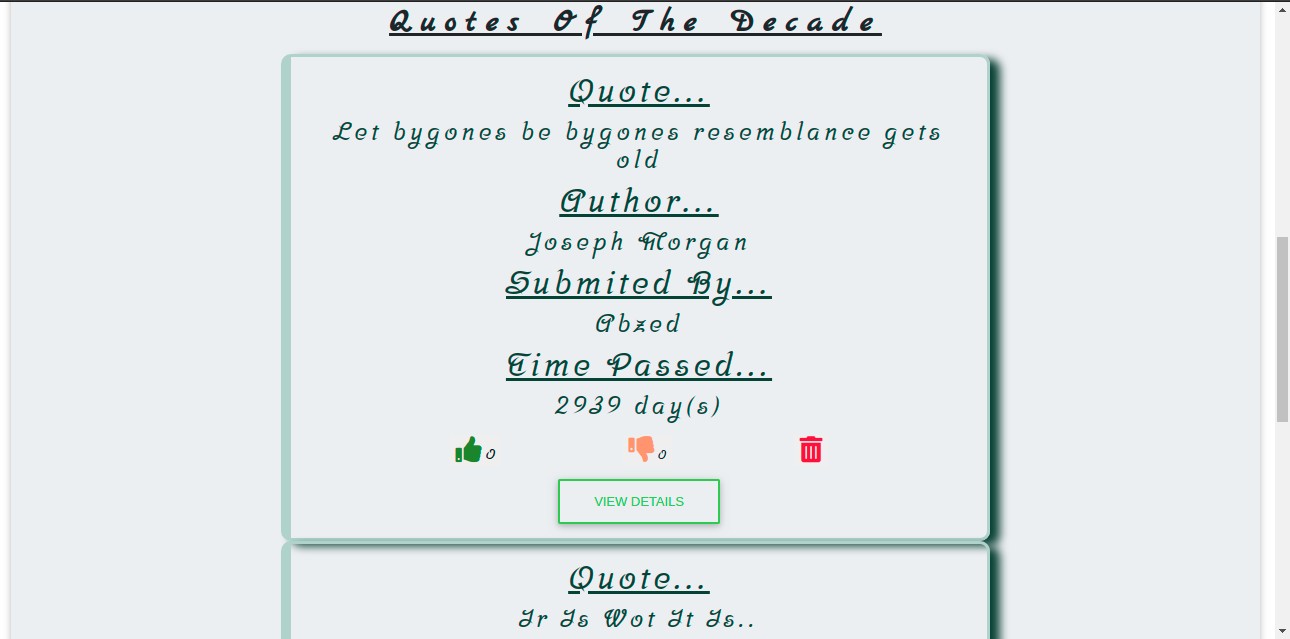 Quotes Of The Decade
Quote...
Let bygones be bygones resemblance gets
old
Author...
Joseph Morgan
Submited By...
Abzed
Time Passed...
2939 day(s)
0 0
VIEW DETAILS
Quote...
Ir Is Wot It Is..